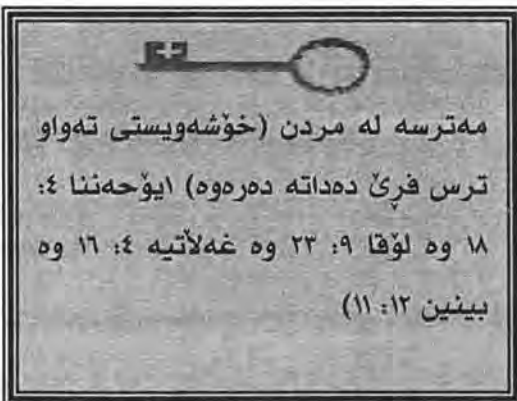 مەترسە لە مردن (خۆشەویستی تەواو
ترس فڕێ دەداتە دەرەوە) ١یۆحەننا ٤:
١٨ وە لۆقا ٩: ٢٣ وە غەلاتیە ٤: ١٦ وە
بینین ١٢: ١١)